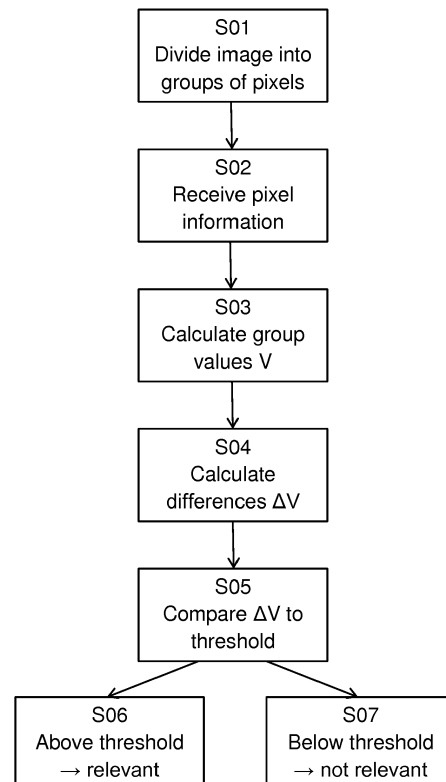 S01
Divide image into
groups of pixels
S02
Receive pixel
information
S03
Calculate group
values V
S04
Calculate
differences ΔV
S05
Compare ΔV to
threshold
S06
Above threshold
→ relevant
S07
Below threshold
→ not relevant